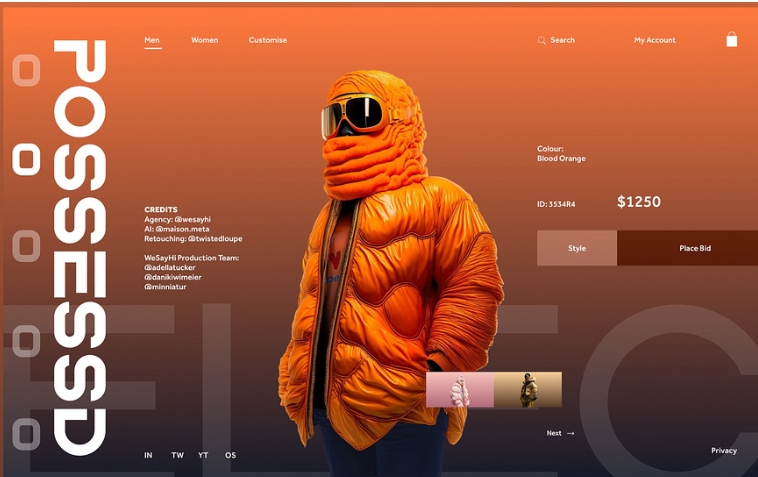 Men
Women
Customise
Search
My Account
POSSESSD
Colour:
Blood Orange
ID: 3534R4
$1250
Style
Place Bid
CREDITS
Agency: @wesayhi
AI: @maison.meta
Retouching: @twistedloupe
WeSayHi Production Team:
@adellatucker
@danikiwimeier
@minniatur
ELEC
Next →
IN
TW
YT
OS
Privacy